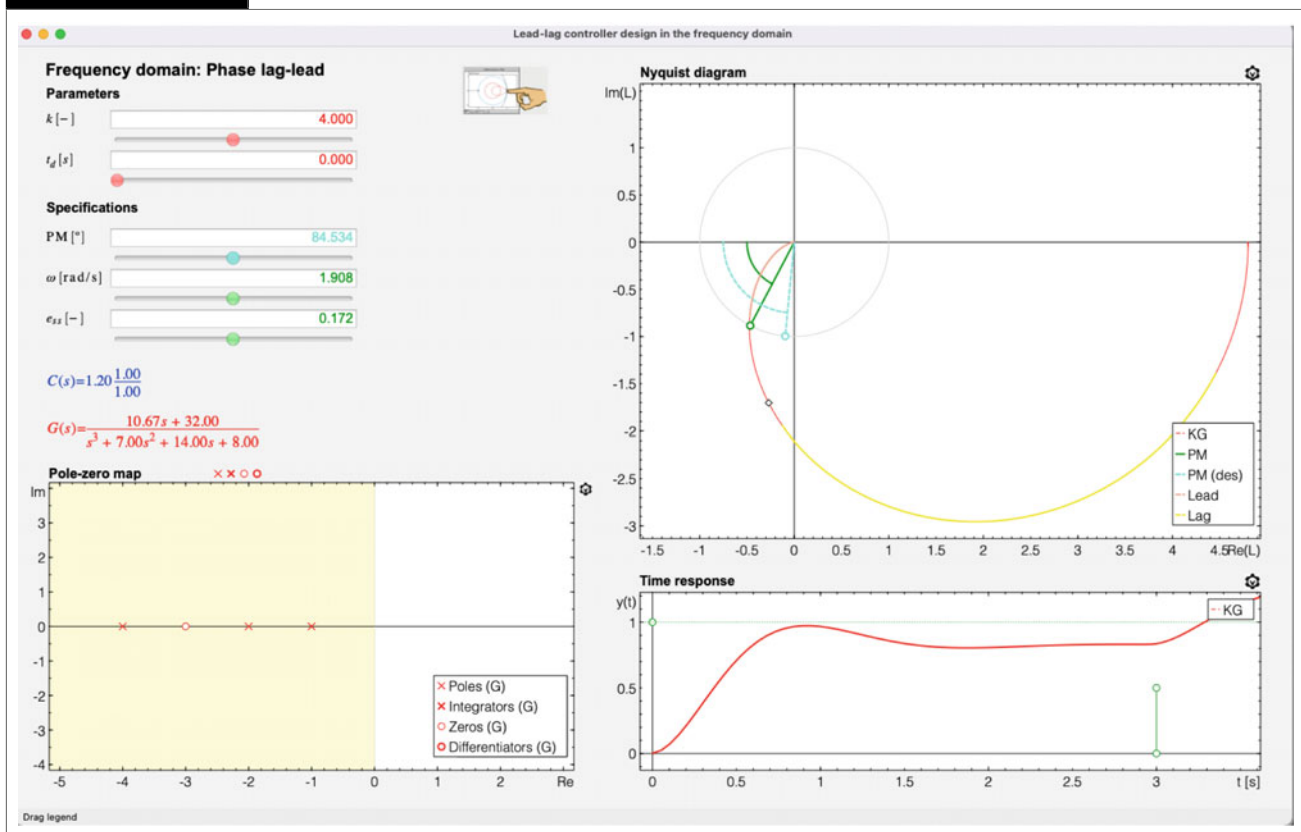 Lead-lag controller design in the frequency domain
Frequency domain: Phase lag-lead
Parameters
k [−] 4.000
t_d [s] 0.000
Specifications
PM [°] 84.534
ω [rad/s] 1.908
e_ss [−] 0.172
C(s)=1.20 1.00/1.00
G(s)= 10.67s + 32.00 / s³ + 7.00s² + 14.00s + 8.00
Pole-zero map
Im
3
2
1
0
-1
-2
-3
-4
-5 -4 -3 -2 -1 0 1 2 Re
Poles (G)
Integrators (G)
Zeros (G)
Differentiators (G)
Nyquist diagram
Im(L)
1
0.5
0
-0.5
-1
-1.5
-2
-2.5
-3
-1.5 -1 -0.5 0 0.5 1 1.5 2 2.5 3 3.5 4 4.5 Re(L)
KG
PM
PM (des)
Lead
Lag
Time response
y(t)
1
0.5
0
0 0.5 1 1.5 2 2.5 3 t [s]
KG
Drag legend